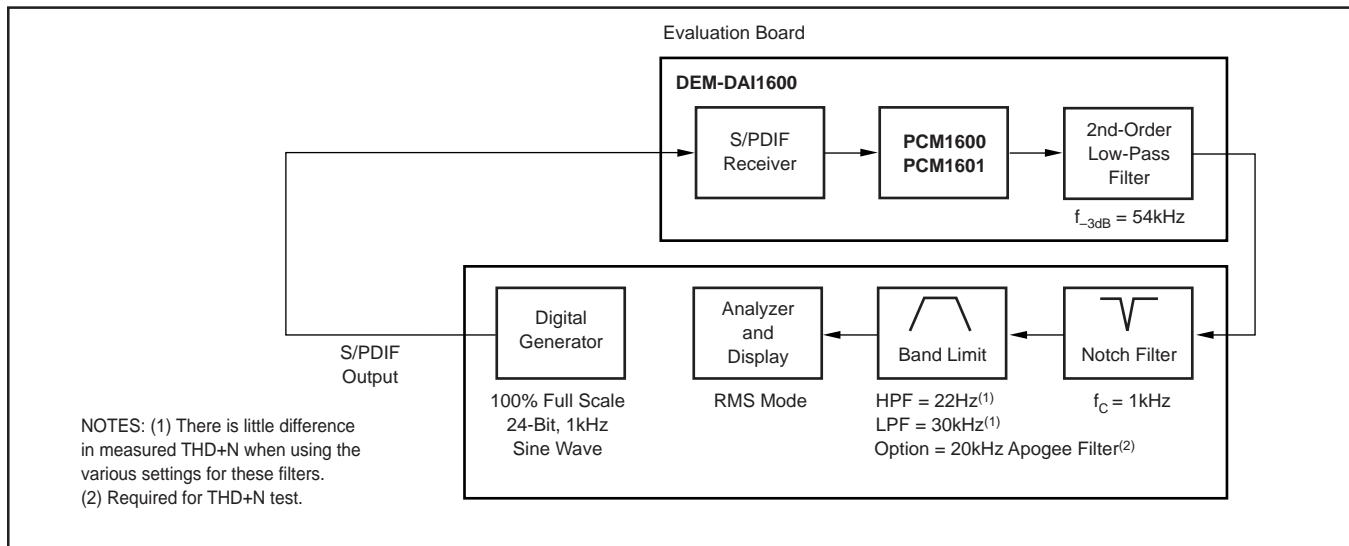 Evaluation Board
DEM-DAI1600
S/PDIF
Receiver
PCM1600
PCM1601
2nd-Order
Low-Pass
Filter
f–3dB = 54kHz
S/PDIF
Output
Digital
Generator
100% Full Scale
24-Bit, 1kHz
Sine Wave
Analyzer
and
Display
RMS Mode
Band Limit
HPF = 22Hz(1)
LPF = 30kHz(1)
Option = 20kHz Apogee Filter(2)
Notch Filter
fC = 1kHz
NOTES: (1) There is little difference
in measured THD+N when using the
various settings for these filters.
(2) Required for THD+N test.